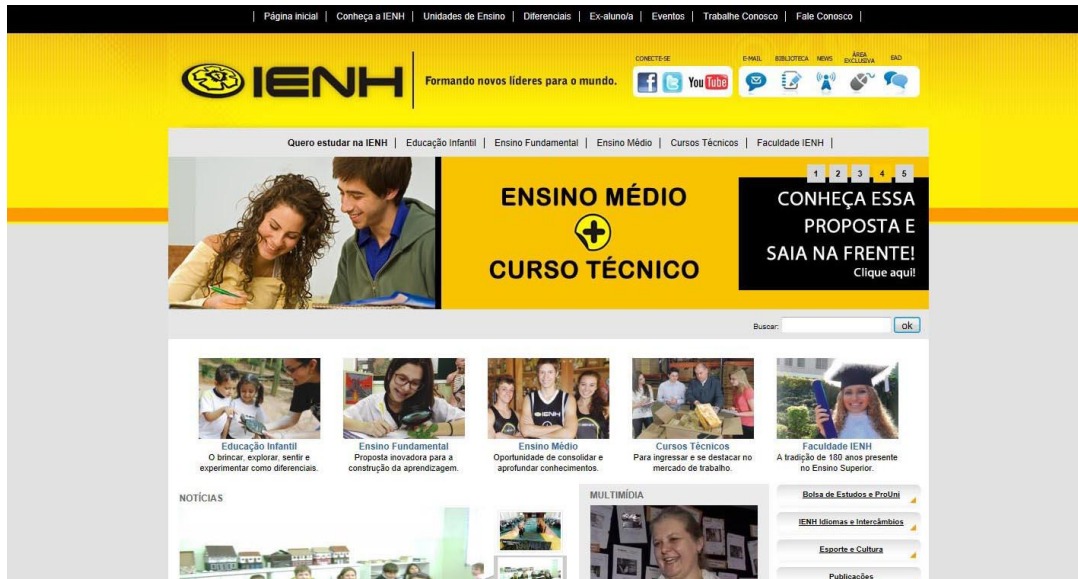 Página inicial | Conheça a IENH | Unidades de Ensino | Diferenciais | Ex-aluno/a | Eventos | Trabalhe Conosco | Fale Conosco |
IENH
Formando novos líderes para o mundo.
CONECTE-SE
E-MAIL BIBLIOTECA NEWS ÁREA EXCLUSIVA EAD
You Tube
Quero estudar na IENH | Educação Infantil | Ensino Fundamental | Ensino Médio | Cursos Técnicos | Faculdade IENH |
1 2 3 4 5
ENSINO MÉDIO
+
CURSO TÉCNICO
CONHEÇA ESSA
PROPOSTA E
SAIA NA FRENTE!
Clique aqui!
Buscar: ok
Educação Infantil
O brincar, explorar, sentir e
experimentar como diferenciais.
Ensino Fundamental
Proposta inovadora para a
construção da aprendizagem.
IENH
Ensino Médio
Oportunidade de consolidar e
aprofundar conhecimentos.
Cursos Técnicos
Para ingressar e se destacar no
mercado de trabalho.
Faculdade IENH
A tradição de 180 anos presente
no Ensino Superior.
NOTÍCIAS
MULTIMÍDIA
Bolsa de Estudos e ProUni
IENH Idiomas e Intercâmbios
Esporte e Cultura
Publicações